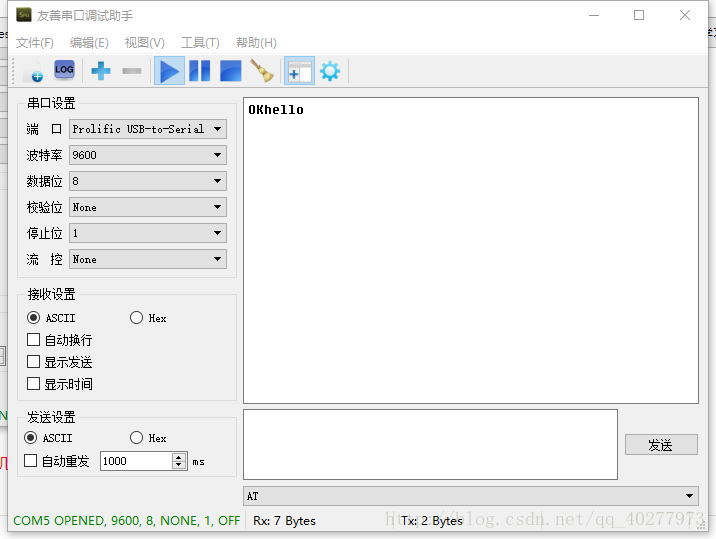 友善串口调试助手
文件(F) 编辑(E) 视图(V) 工具(T) 帮助(H)
LOG
串口设置
端 口 Prolific USB-to-Serial
波特率 9600
数据位 8
校验位 None
停止位 1
流 控 None
接收设置
ASCII Hex
自动换行
显示发送
显示时间
发送设置
ASCII Hex
自动重发 1000 ms
OKhello
发送
AT
COM5 OPENED, 9600, 8, NONE, 1, OFF Rx: 7 Bytes Tx: 2 Bytes
http://blog.csdn.net/qq_40277973